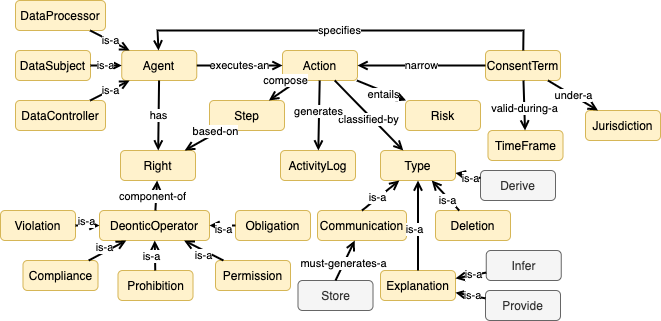 DataProcessor
specifies
is-a
DataSubject
is-a
Agent
executes-an
Action
narrow
ConsentTerm
is-a
compose
entails
under-a
DataController
has
Step
generates
classified-by
Risk
valid-during-a
Jurisdiction
based-on
TimeFrame
Right
ActivityLog
Type
is-a
Derive
component-of
is-a
is-a
Violation
is-a
DeonticOperator
is-a
Obligation
Communication
is-a
Deletion
is-a
is-a
is-a
must-generates-a
Compliance
Prohibition
Permission
Store
Explanation
is-a
Infer
is-a
Provide